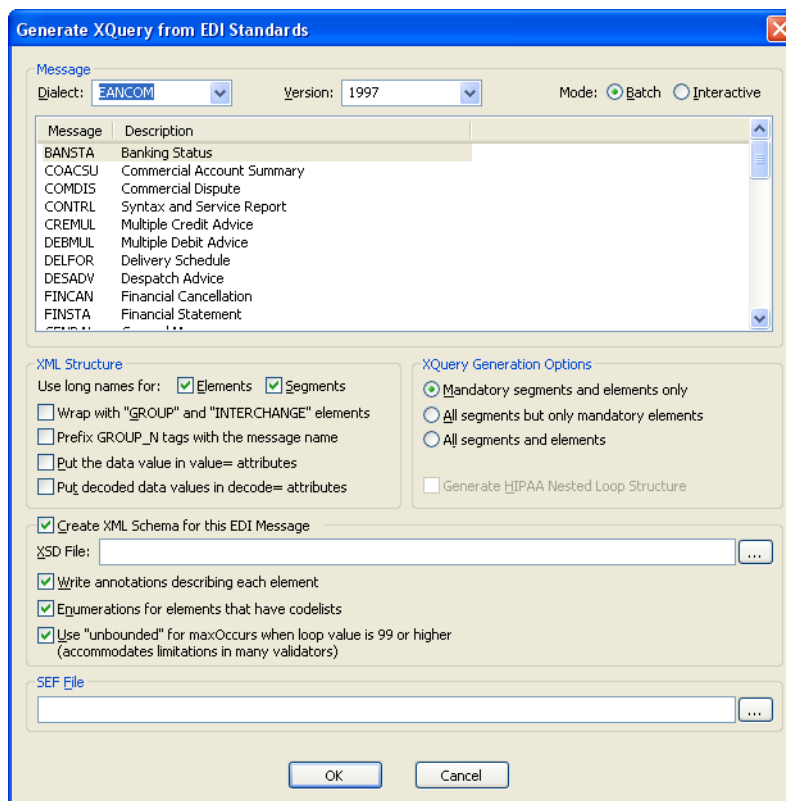 Generate XQuery from EDI Standards
Message
Dialect: EANCOM Version: 1997 Mode: Batch Interactive
Message Description
BANSTA Banking Status
COACSU Commercial Account Summary
COMDIS Commercial Dispute
CONTRL Syntax and Service Report
CREMUL Multiple Credit Advice
DEBMUL Multiple Debit Advice
DELFOR Delivery Schedule
DESADV Despatch Advice
FINCAN Financial Cancellation
FINSTA Financial Statement
XML Structure
Use long names for: Elements Segments
Wrap with "GROUP" and "INTERCHANGE" elements
Prefix GROUP_N tags with the message name
Put the data value in value= attributes
Put decoded data values in decode= attributes
XQuery Generation Options
Mandatory segments and elements only
All segments but only mandatory elements
All segments and elements
Generate HIPAA Nested Loop Structure
Create XML Schema for this EDI Message
XSD File: ...
Write annotations describing each element
Enumerations for elements that have codelists
Use "unbounded" for maxOccurs when loop value is 99 or higher
(accommodates limitations in many validators)
SEF File
...
OK Cancel